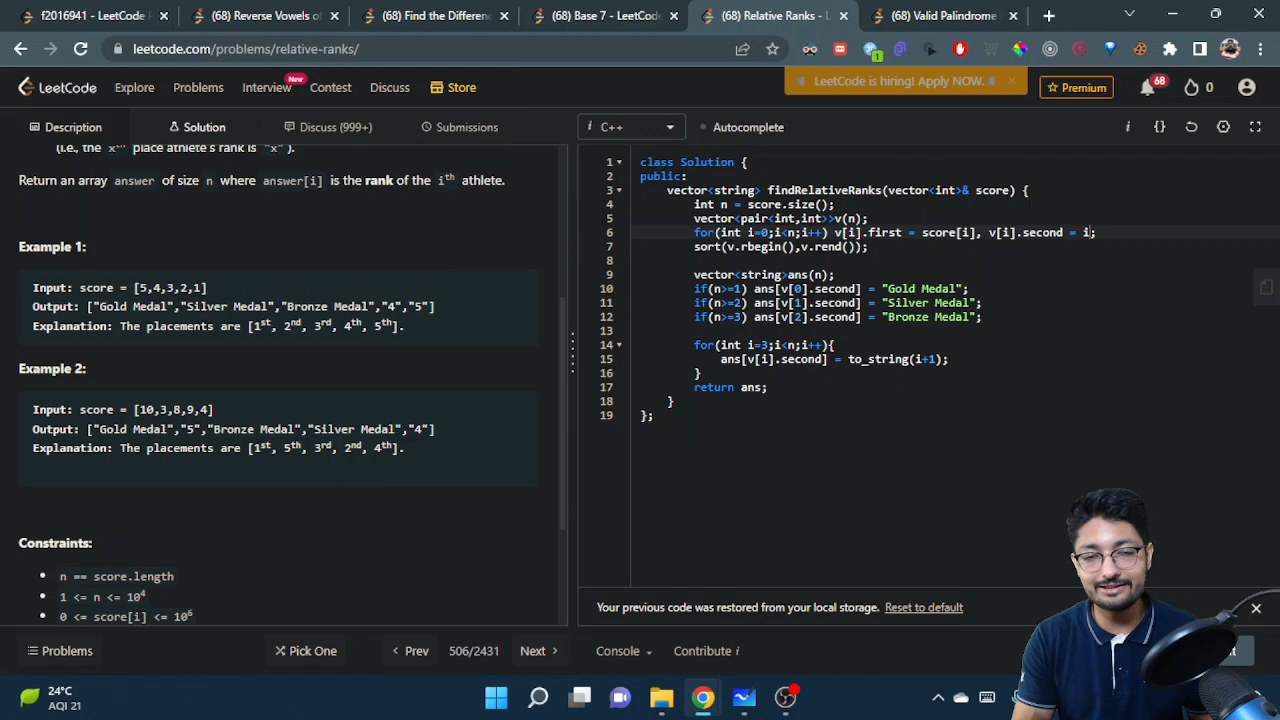 f2016941 - LeetCode P
(68) Reverse Vowels of
(68) Find the Differenc
(68) Base 7 - LeetCode
(68) Relative Ranks - L
(68) Valid Palindrome
leetcode.com/problems/relative-ranks/
1
LeetCode
Explore
Problems
Interview
New
Contest
Discuss
Store
LeetCode is hiring! Apply NOW.
Premium
68
0
Description
Solution
Discuss (999+)
Submissions
i C++
Autocomplete
(i.e., the xth place athlete's rank is "x").
Return an array answer of size n where answer[i] is the rank of the ith athlete.
Example 1:
Input: score = [5,4,3,2,1]
Output: ["Gold Medal","Silver Medal","Bronze Medal","4","5"]
Explanation: The placements are [1st, 2nd, 3rd, 4th, 5th].
Example 2:
Input: score = [10,3,8,9,4]
Output: ["Gold Medal","5","Bronze Medal","Silver Medal","4"]
Explanation: The placements are [1st, 5th, 3rd, 2nd, 4th].
Constraints:
n == score.length
1 <= n <= 10^4
0 <= score[i] <= 10^6
1 class Solution {
2 public:
3 vector<string> findRelativeRanks(vector<int>& score) {
4 int n = score.size();
5 vector<pair<int,int>>v(n);
6 for(int i=0;i<n;i++) v[i].first = score[i], v[i].second = i;
7 sort(v.rbegin(),v.rend());
8
9 vector<string>ans(n);
10 if(n>=1) ans[v[0].second] = "Gold Medal";
11 if(n>=2) ans[v[1].second] = "Silver Medal";
12 if(n>=3) ans[v[2].second] = "Bronze Medal";
13
14 for(int i=3;i<n;i++){
15 ans[v[i].second] = to_string(i+1);
16 }
17 return ans;
18 }
19 };
Your previous code was restored from your local storage. Reset to default
Problems
Pick One
Prev
506/2431
Next
Console
Contribute i
24°C
AQI 21